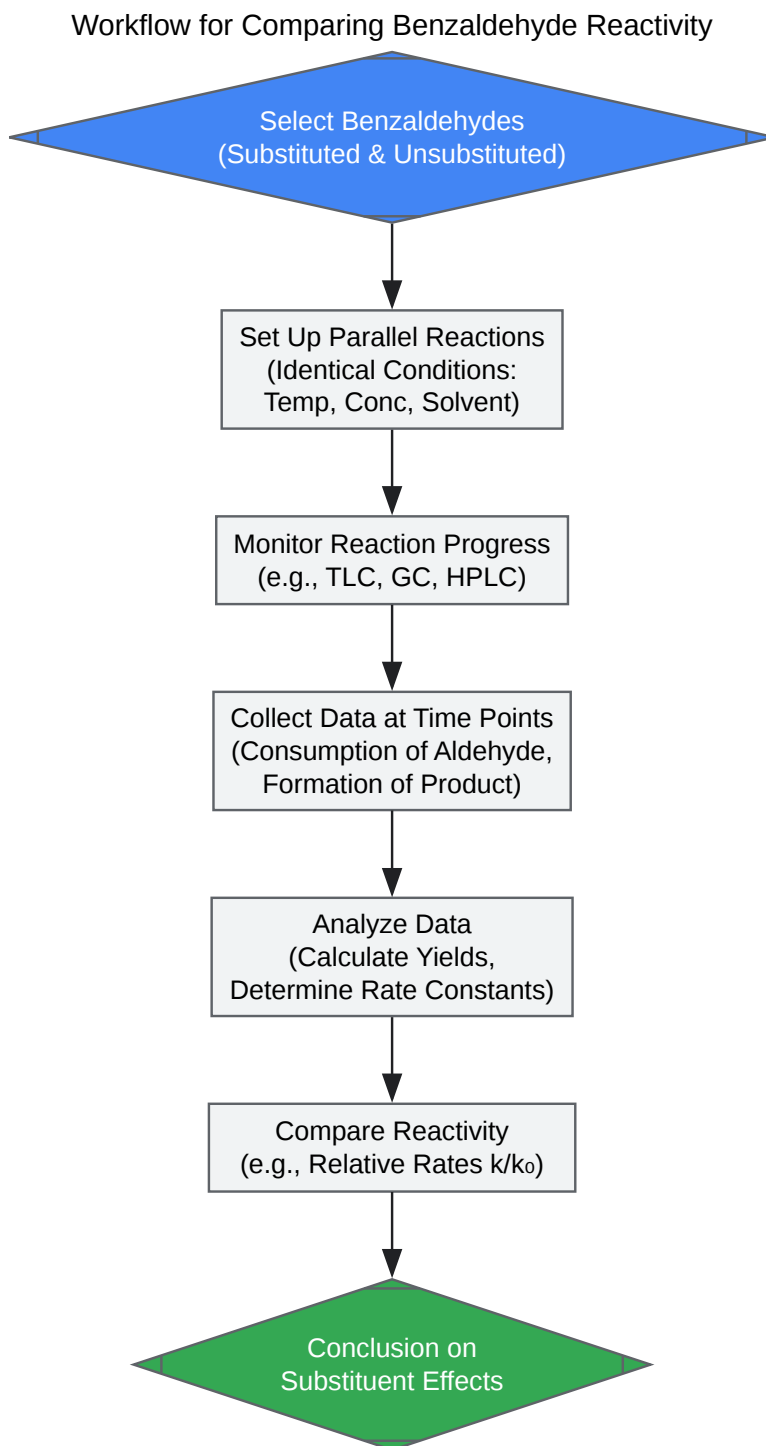 Workflow for Comparing Benzaldehyde Reactivity
Select Benzaldehydes
(Substituted & Unsubstituted)
Set Up Parallel Reactions
(Identical Conditions:
Temp, Conc, Solvent)
Monitor Reaction Progress
(e.g., TLC, GC, HPLC)
Collect Data at Time Points
(Consumption of Aldehyde,
Formation of Product)
Analyze Data
(Calculate Yields,
Determine Rate Constants)
Compare Reactivity
(e.g., Relative Rates k/k₀)
Conclusion on
Substituent Effects